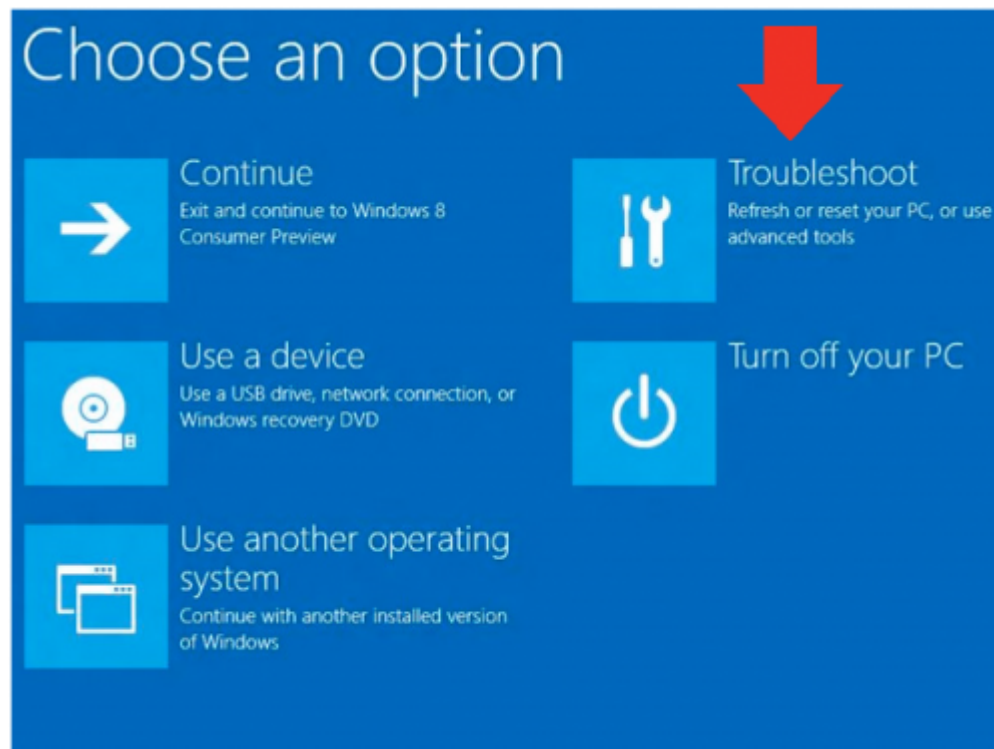 Choose an option
Continue
Exit and continue to Windows 8
Consumer Preview
Use a device
Use a USB drive, network connection, or
Windows recovery DVD
Use another operating
system
Continue with another installed version
of Windows
Troubleshoot
Refresh or reset your PC, or use
advanced tools
Turn off your PC